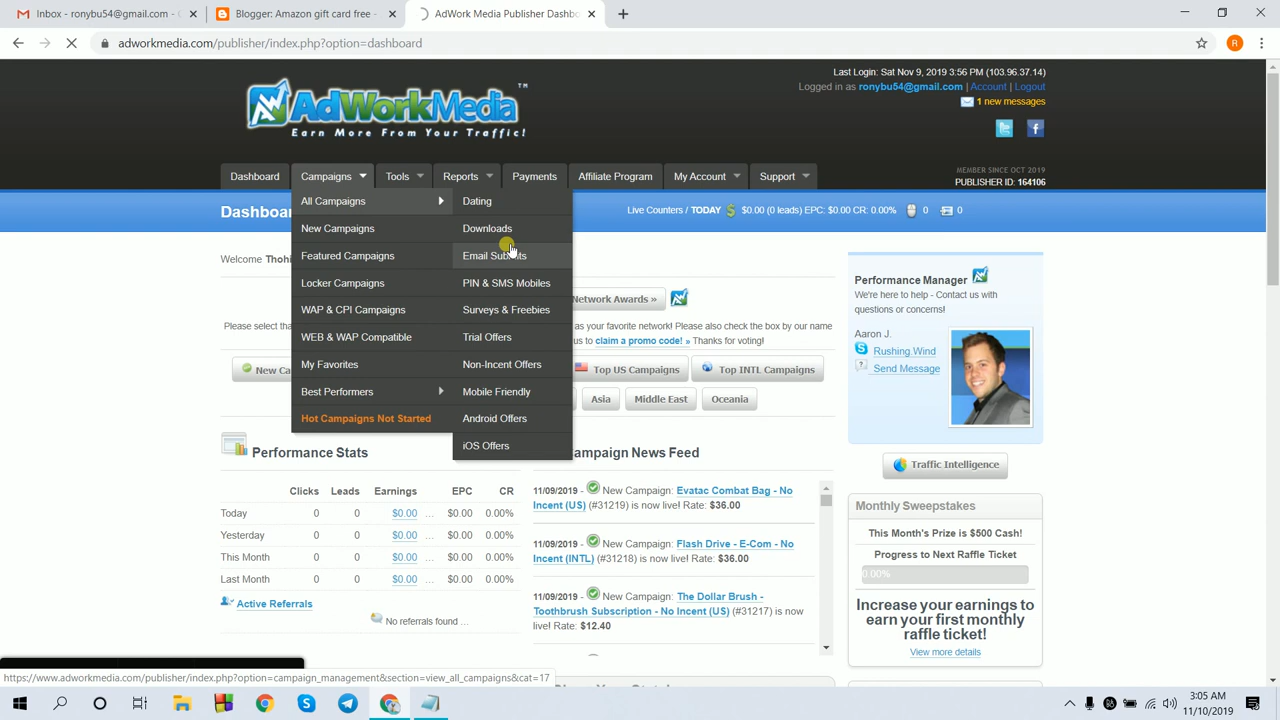 Inbox - ronybu54@gmail.com -
Blogger: Amazon gift card free -
AdWork Media Publisher Dashbo
adworkmedia.com/publisher/index.php?option=dashboard
R
Last Login: Sat Nov 9, 2019 3:56 PM (103.96.37.14)
Logged in as ronybu54@gmail.com | Account | Logout
1 new messages
AdWorkMedia™
Earn More From Your Traffic!
MEMBER SINCE OCT 2019
PUBLISHER ID: 164106
Dashboard Campaigns Tools Reports Payments Affiliate Program My Account Support
All Campaigns
New Campaigns
Featured Campaigns
Locker Campaigns
WAP & CPI Campaigns
WEB & WAP Compatible
My Favorites
Best Performers
Hot Campaigns Not Started
Dating
Downloads
Email Submits
PIN & SMS Mobiles
Surveys & Freebies
Trial Offers
Non-Incent Offers
Mobile Friendly
Android Offers
iOS Offers
Dashboar
Live Counters / TODAY $0.00 (0 leads) EPC: $0.00 CR: 0.00% 0 0
Welcome Thohi
Network Awards »
Please select tha
as your favorite network! Please also check the box by our name
us to claim a promo code! » Thanks for voting!
New Ca
Top US Campaigns
Top INTL Campaigns
Asia
Middle East
Oceania
Performance Stats
Clicks Leads Earnings EPC CR
Today 0 0 $0.00 ... $0.00 0.00%
Yesterday 0 0 $0.00 ... $0.00 0.00%
This Month 0 0 $0.00 ... $0.00 0.00%
Last Month 0 0 $0.00 ... $0.00 0.00%
Active Referrals
No referrals found ...
ampaign News Feed
11/09/2019 - New Campaign: Evatac Combat Bag - No
Incent (US) (#31219) is now live! Rate: $36.00
11/09/2019 - New Campaign: Flash Drive - E-Com - No
Incent (INTL) (#31218) is now live! Rate: $36.00
11/09/2019 - New Campaign: The Dollar Brush -
Toothbrush Subscription - No Incent (US) (#31217) is now
live! Rate: $12.40
Performance Manager
We're here to help - Contact us with
questions or concerns!
Aaron J.
Rushing.Wind
Send Message
Traffic Intelligence
Monthly Sweepstakes
This Month's Prize is $500 Cash!
Progress to Next Raffle Ticket
0.00%
Increase your earnings to
earn your first monthly
raffle ticket!
View more details
https://www.adworkmedia.com/publisher/index.php?option=campaign_management&section=view_all_campaigns&cat=17
3:05 AM
11/10/2019